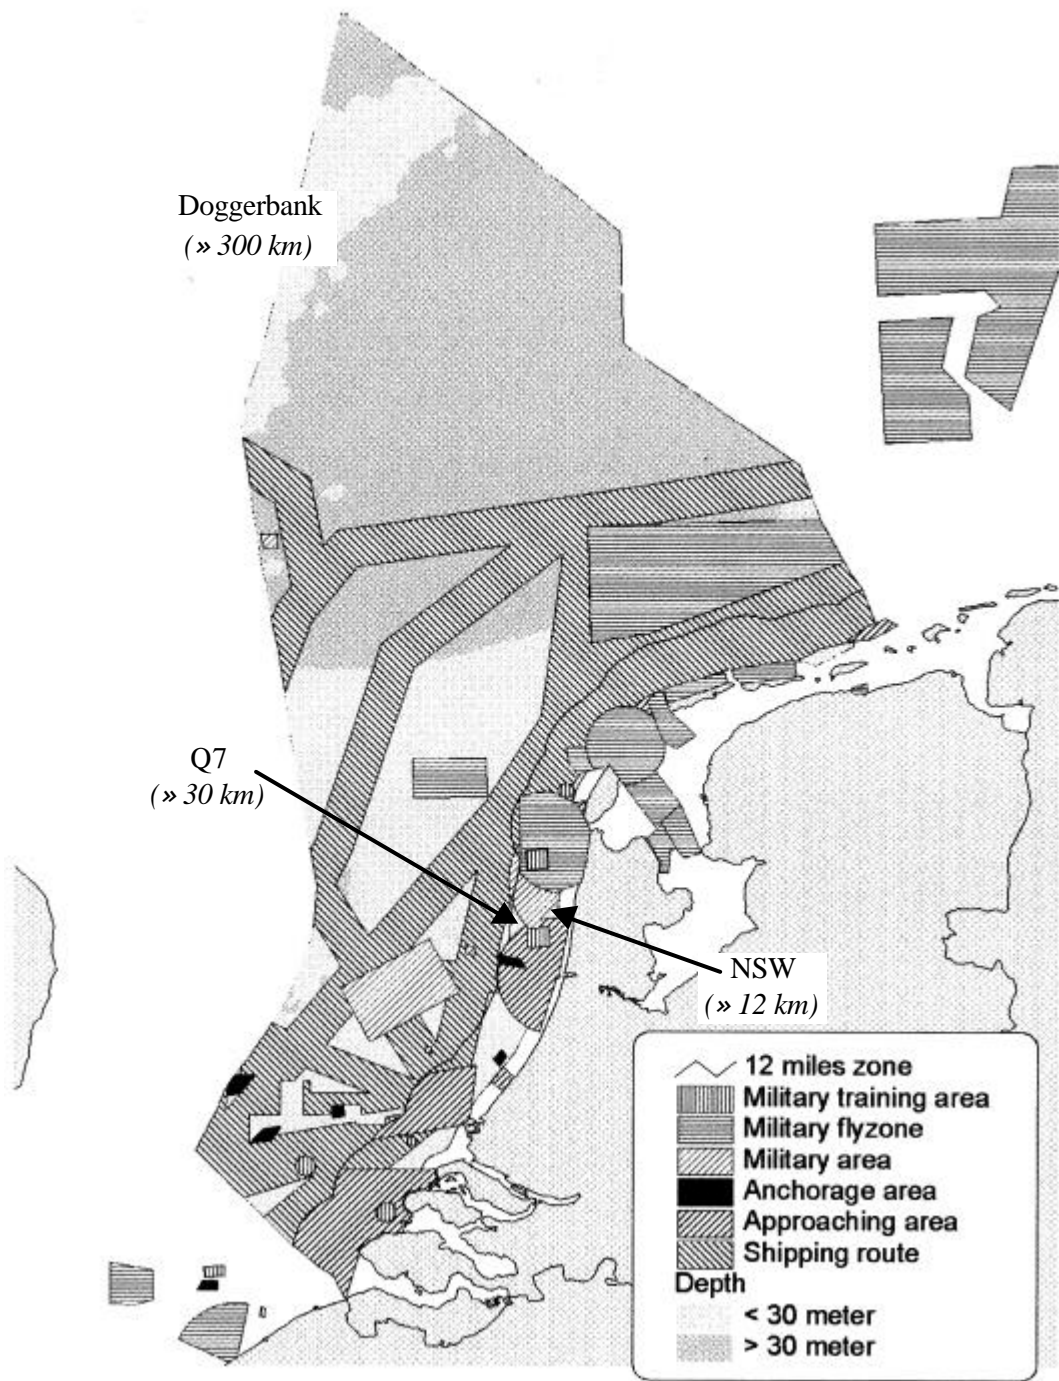 Doggerbank
(» 300 km)
Q7
(» 30 km)
NSW
(» 12 km)
12 miles zone
Military training area
Military flyzone
Military area
Anchorage area
Approaching area
Shipping route
Depth
< 30 meter
> 30 meter